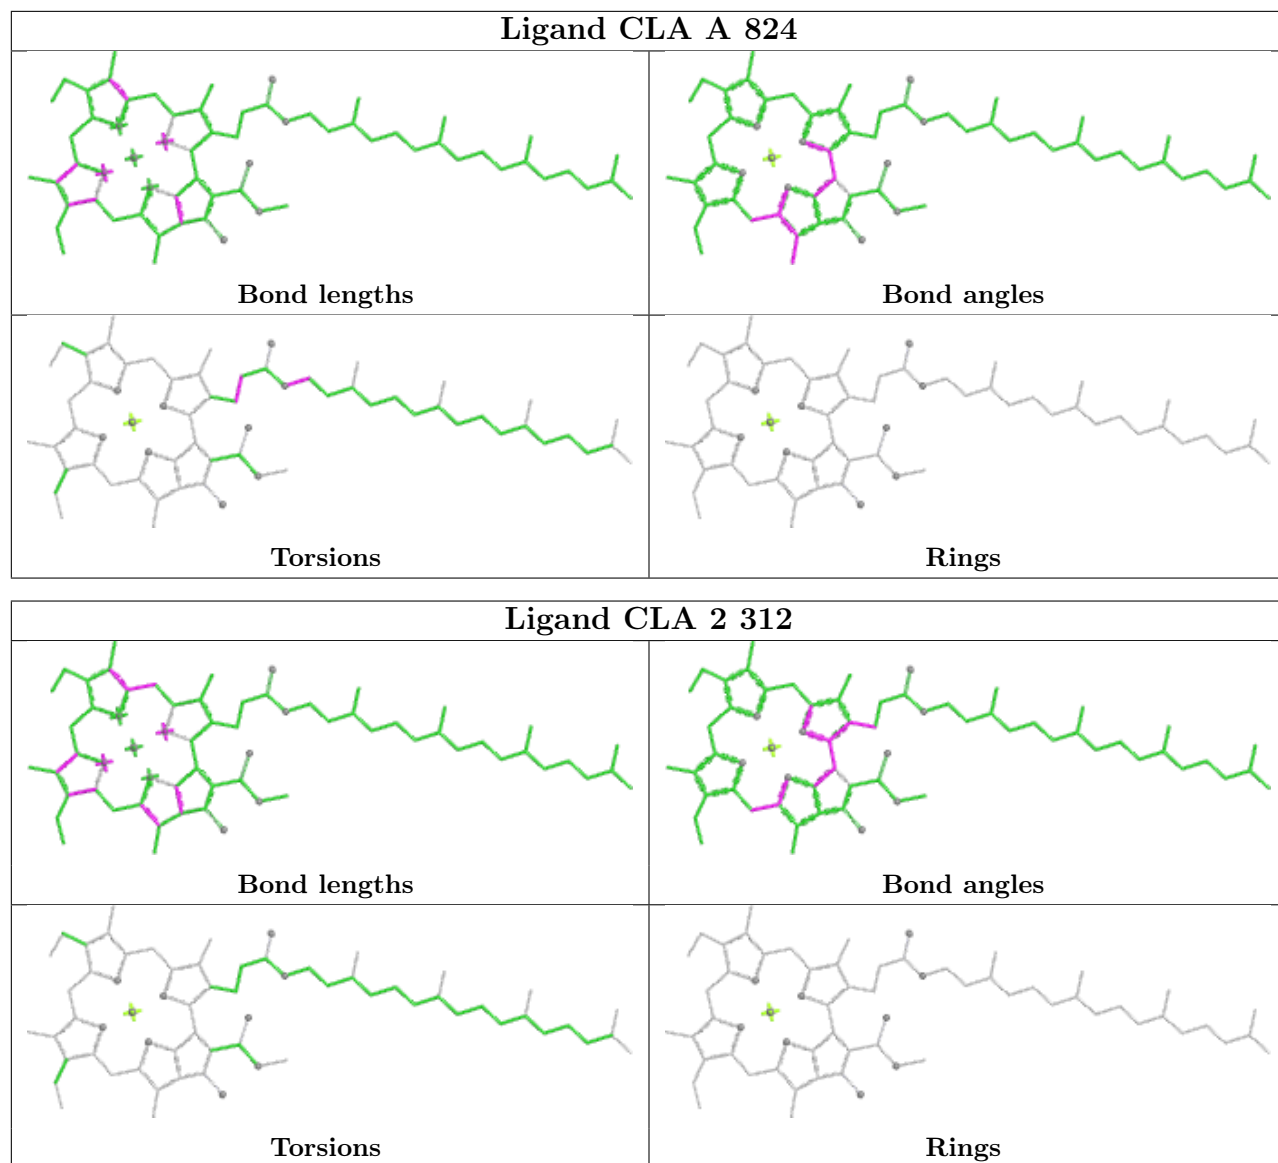 Ligand CLA A 824
Bond lengths
Bond angles
Torsions
Rings
Ligand CLA 2 312
Bond lengths
Bond angles
Torsions
Rings